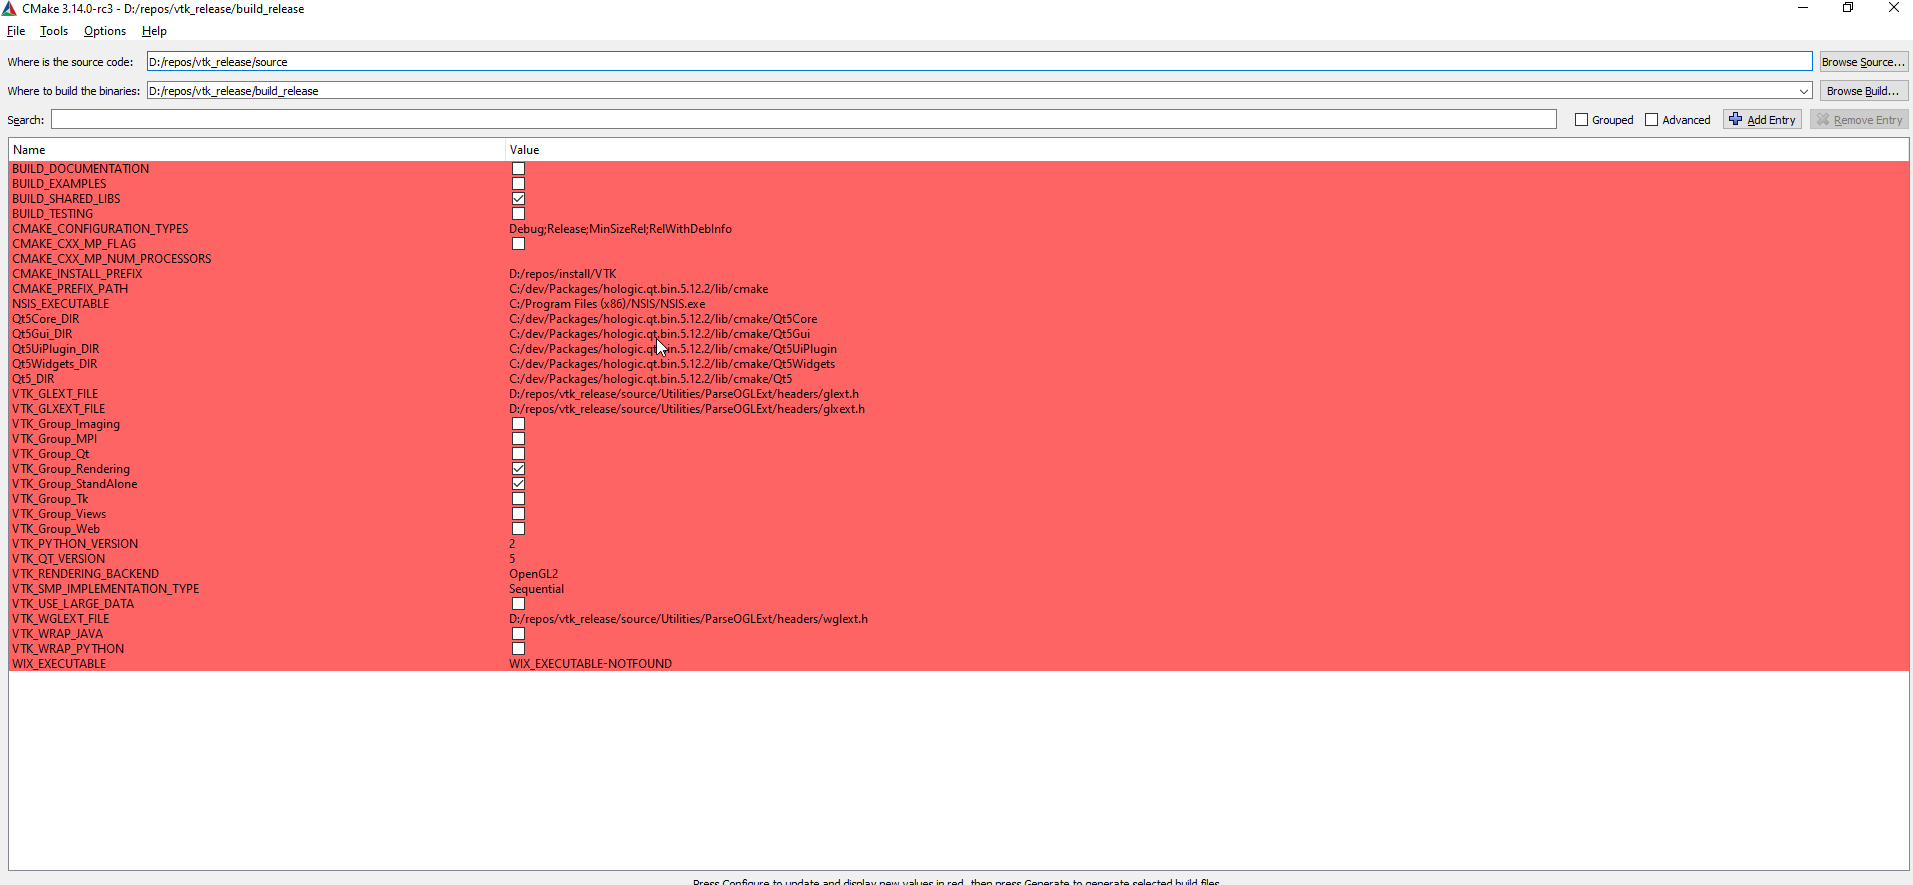 CMake 3.14.0-rc3 - D:/repos/vtk_release/build_release
File Tools Options Help
Where is the source code: D:/repos/vtk_release/source Browse Source...
Where to build the binaries: D:/repos/vtk_release/build_release Browse Build...
Search: Grouped Advanced Add Entry Remove Entry
Name Value
BUILD_DOCUMENTATION
BUILD_EXAMPLES
BUILD_SHARED_LIBS
BUILD_TESTING
CMAKE_CONFIGURATION_TYPES Debug;Release;MinSizeRel;RelWithDebInfo
CMAKE_CXX_MP_FLAG
CMAKE_CXX_MP_NUM_PROCESSORS
CMAKE_INSTALL_PREFIX D:/repos/install/VTK
CMAKE_PREFIX_PATH C:/dev/Packages/hologic.qt.bin.5.12.2/lib/cmake
NSIS_EXECUTABLE C:/Program Files (x86)/NSIS/NSIS.exe
Qt5Core_DIR C:/dev/Packages/hologic.qt.bin.5.12.2/lib/cmake/Qt5Core
Qt5Gui_DIR C:/dev/Packages/hologic.qt.bin.5.12.2/lib/cmake/Qt5Gui
Qt5UiPlugin_DIR C:/dev/Packages/hologic.qt.bin.5.12.2/lib/cmake/Qt5UiPlugin
Qt5Widgets_DIR C:/dev/Packages/hologic.qt.bin.5.12.2/lib/cmake/Qt5Widgets
Qt5_DIR C:/dev/Packages/hologic.qt.bin.5.12.2/lib/cmake/Qt5
VTK_GLEXT_FILE D:/repos/vtk_release/source/Utilities/ParseOGLExt/headers/glext.h
VTK_GLXEXT_FILE D:/repos/vtk_release/source/Utilities/ParseOGLExt/headers/glxext.h
VTK_Group_Imaging
VTK_Group_MPI
VTK_Group_Qt
VTK_Group_Rendering
VTK_Group_StandAlone
VTK_Group_Tk
VTK_Group_Views
VTK_Group_Web
VTK_PYTHON_VERSION 2
VTK_QT_VERSION 5
VTK_RENDERING_BACKEND OpenGL2
VTK_SMP_IMPLEMENTATION_TYPE Sequential
VTK_USE_LARGE_DATA
VTK_WGLEXT_FILE D:/repos/vtk_release/source/Utilities/ParseOGLExt/headers/wglext.h
VTK_WRAP_JAVA
VTK_WRAP_PYTHON
WIX_EXECUTABLE WIX_EXECUTABLE-NOTFOUND
Press Configure to update and display new values in red, then press Generate to generate selected build files.